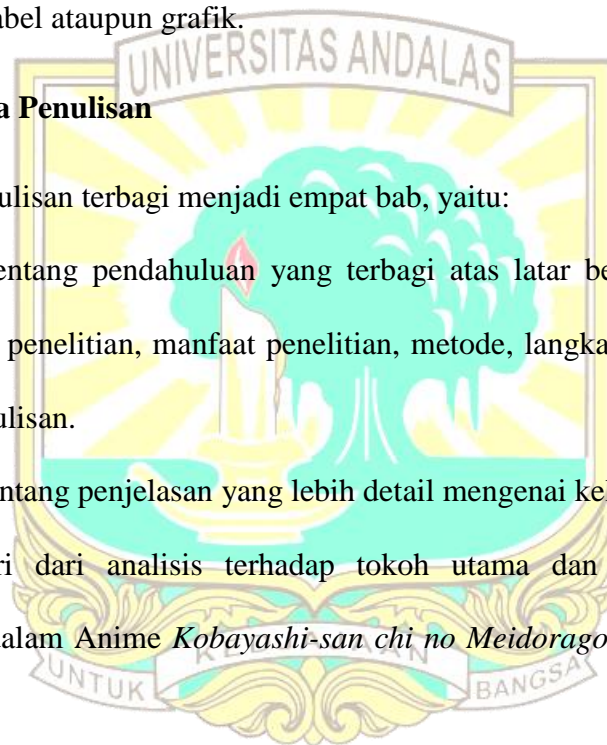 abel ataupun grafik.
UNIVERSITAS ANDALAS
a Penulisan
ulisan terbagi menjadi empat bab, yaitu:
entang pendahuluan yang terbagi atas latar be
penelitian, manfaat penelitian, metode, langka
ulisan.
ntang penjelasan yang lebih detail mengenai kel
ri dari analisis terhadap tokoh utama dan
dalam Anime Kobayashi-san chi no Meidorago
UNTUK BANGSA